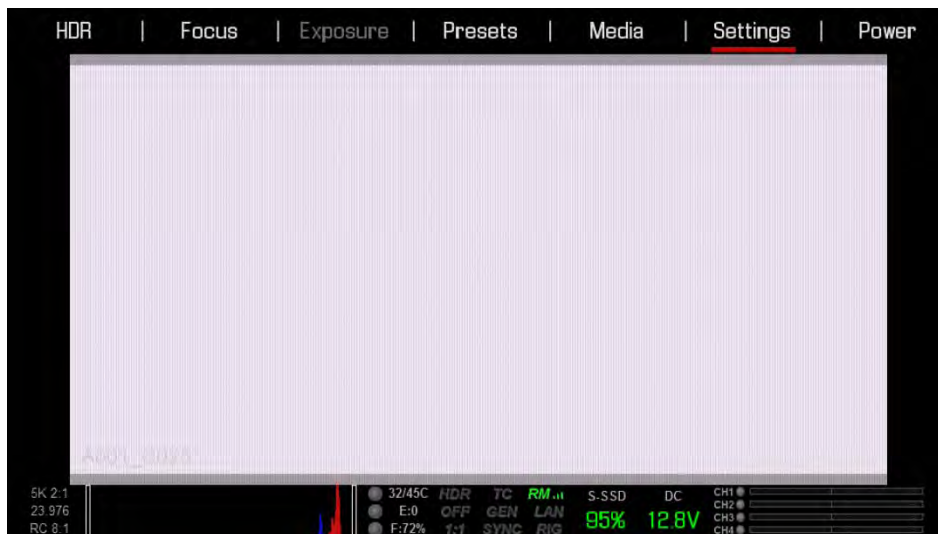 HDR | Focus | Exposure | Presets | Media | Settings | Power
5K 2:1
23 976
RC 8:1
32/45C
E:0
F:72%
HDR TC RM
OFF GEN LAN
1:1 SYNC RIG
S-SSD DC
95% 12.8V
CH1
CH2
CH3
CH4